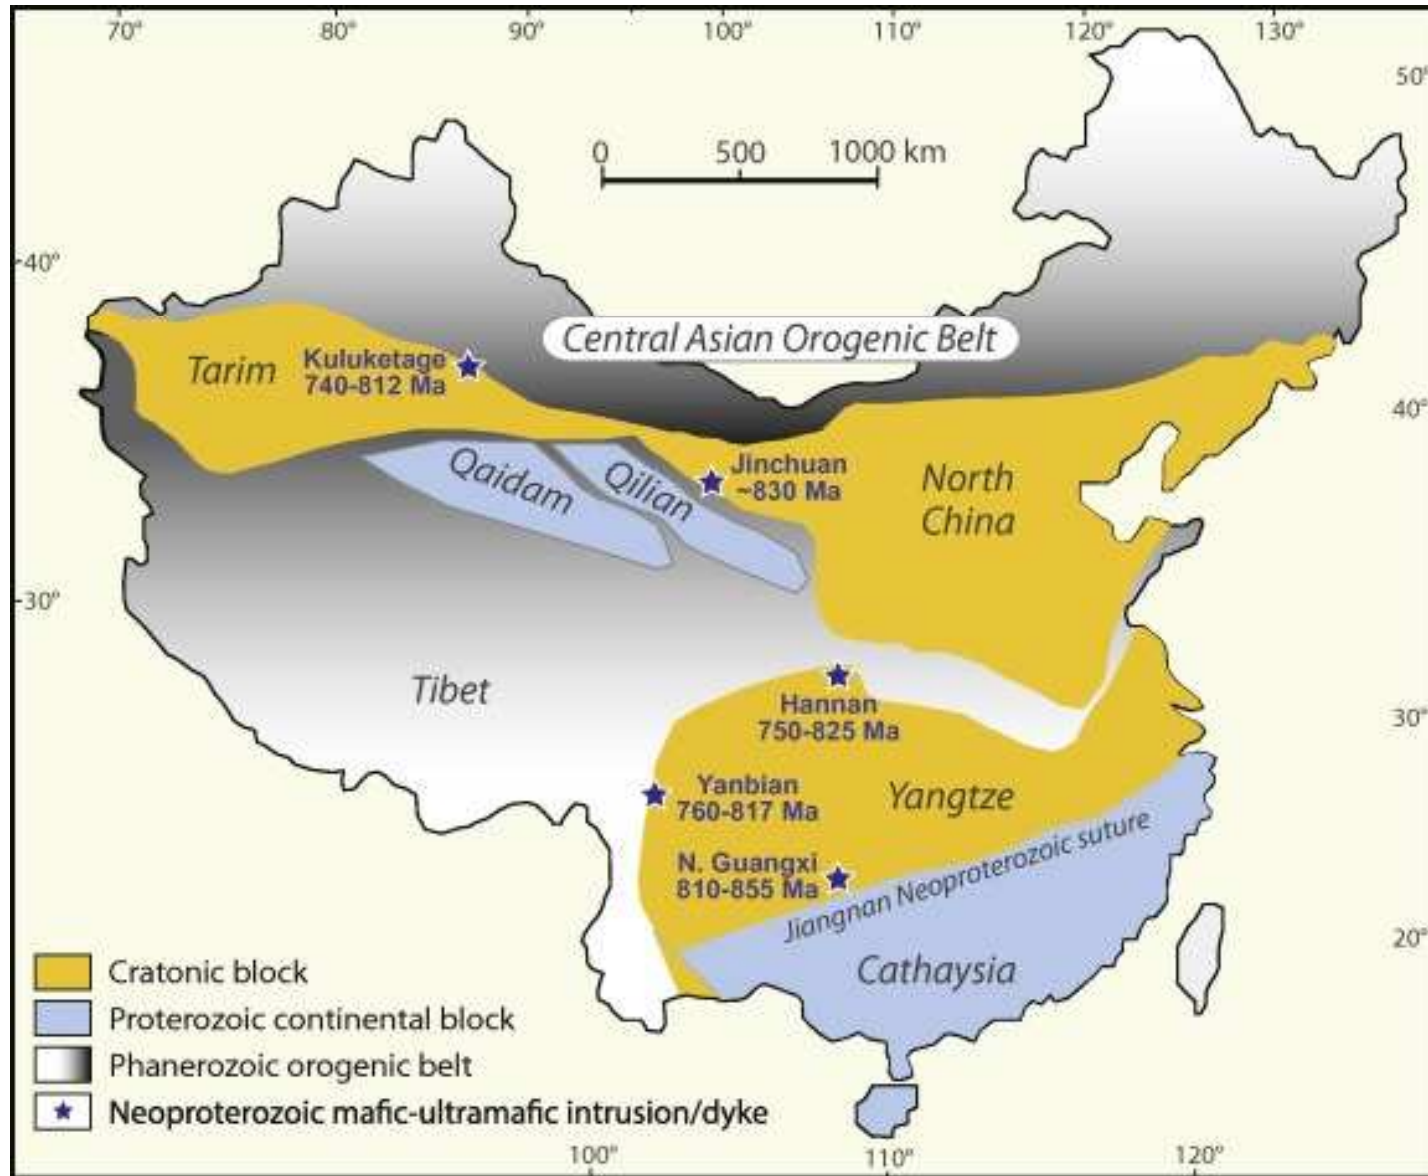 70° 80° 90° 100° 110° 120° 130°
50°
0 500 1000 km
40°
Central Asian Orogenic Belt
Tarim
Kuluketage
740-812 Ma
40°
Qaidam
Qilian
Jinchuan
~830 Ma
North
China
30°
Tibet
Hannan
750-825 Ma
30°
Yanbian
760-817 Ma
Yangtze
N. Guangxi
810-855 Ma
Jiangnan Neoproterozoic suture
20°
Cathaysia
Cratonic block
Proterozoic continental block
Phanerozoic orogenic belt
Neoproterozoic mafic-ultramafic intrusion/dyke
100° 110° 120°